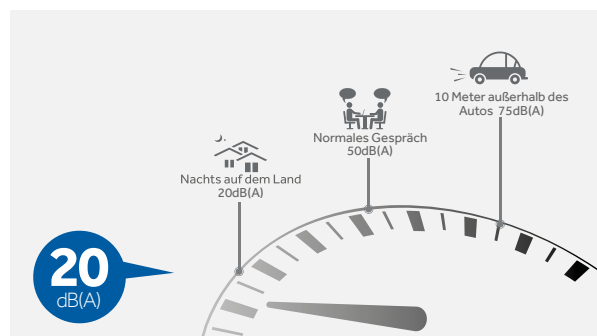 10 Meter außerhalb des
Autos 75dB(A)
Normales Gespräch
50dB(A)
Nachts auf dem Land
20dB(A)
20
dB(A)